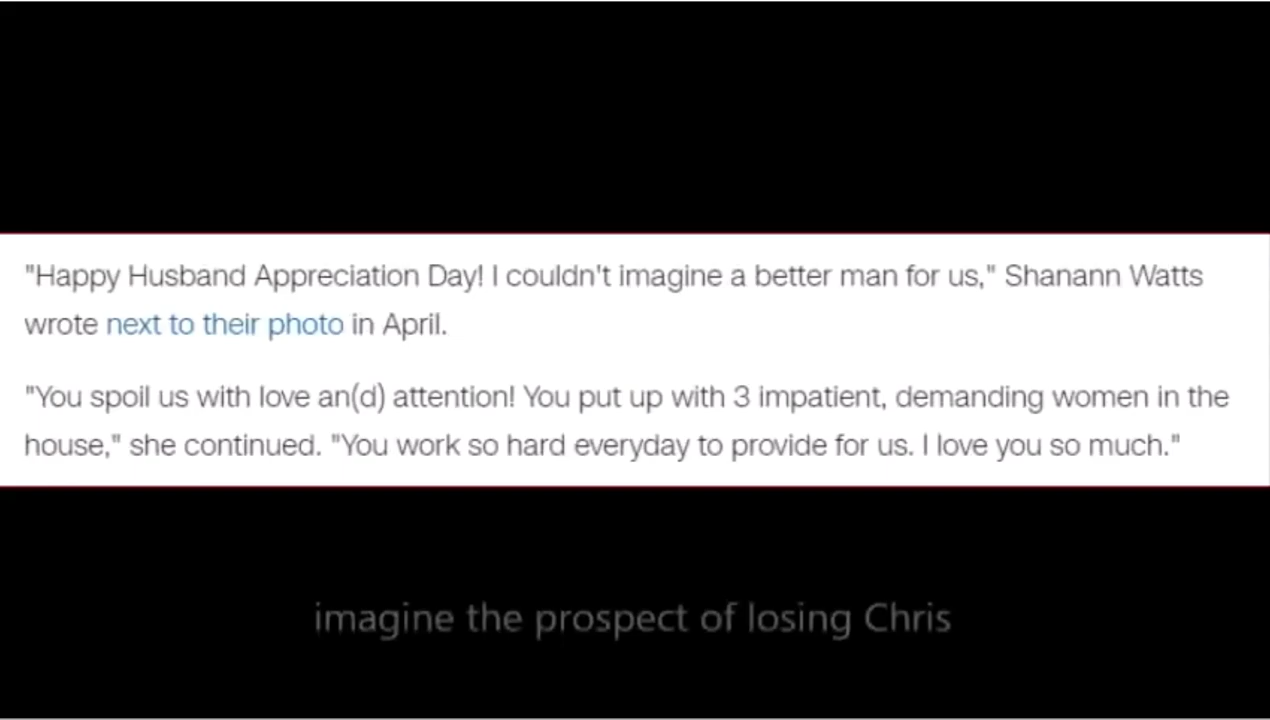 "Happy Husband Appreciation Day! I couldn't imagine a better man for us," Shanann Watts
wrote next to their photo in April.
"You spoil us with love an(d) attention! You put up with 3 impatient, demanding women in the
house," she continued. "You work so hard everyday to provide for us. I love you so much."
imagine the prospect of losing Chris